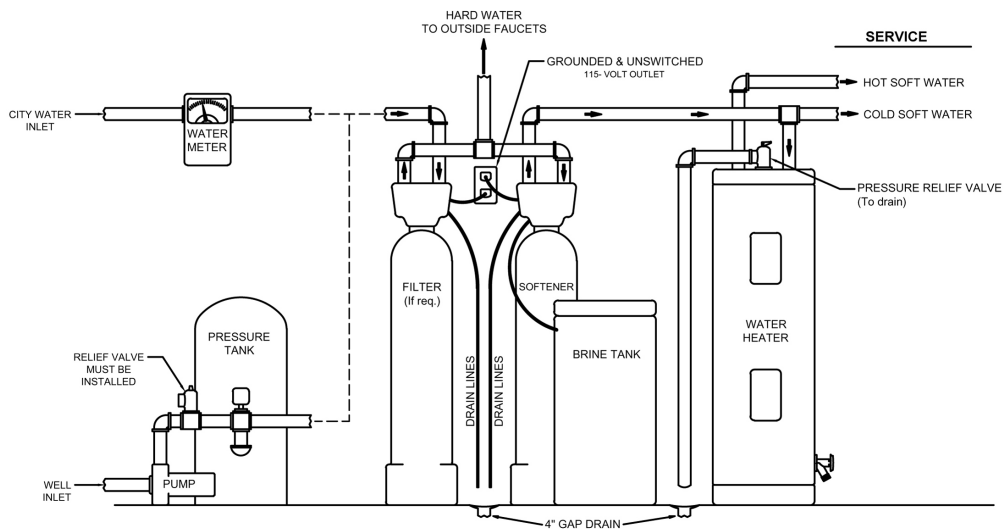 HARD WATER
TO OUTSIDE FAUCETS
SERVICE
GROUNDED & UNSWITCHED
115- VOLT OUTLET
HOT SOFT WATER
CITY WATER
INLET
WATER
METER
COLD SOFT WATER
PRESSURE RELIEF VALVE
(To drain)
FILTER
(If req.)
SOFTENER
PRESSURE
TANK
WATER
HEATER
RELIEF VALVE
MUST BE
INSTALLED
BRINE TANK
DRAIN LINES
DRAIN LINES
WELL
INLET
PUMP
4" GAP DRAIN